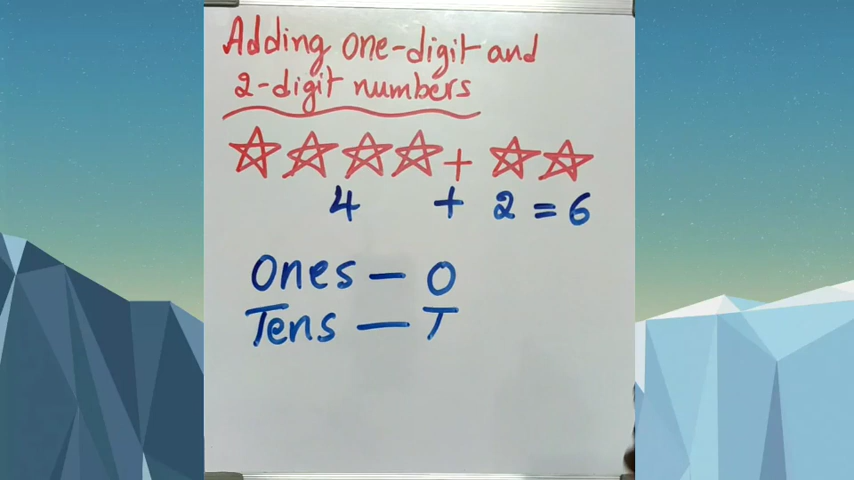 Adding one-digit and
2-digit numbers
+
4 + 2 = 6
Ones — O
Tens — T